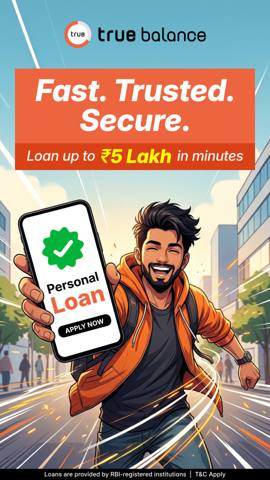 true
true balance
Fast. Trusted.
Secure.
Loan up to ₹5 Lakh in minutes
Personal
Loan
APPLY NOW
Loans are provided by RBI-registered institutions | T&C Apply